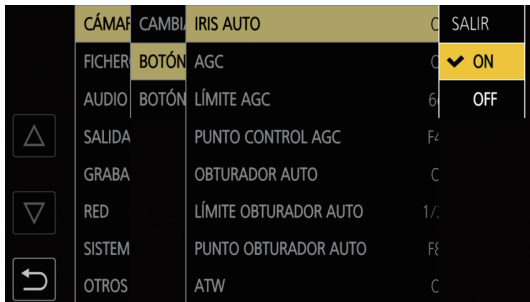 CÁMAR CAMBI IRIS AUTO SALIR
FICHER BOTÓN AGC ON
AUDIO BOTÓN LÍMITE AGC OFF
SALIDA PUNTO CONTROL AGC F4
GRABA OBTURADOR AUTO
RED LÍMITE OBTURADOR AUTO 1/
SISTEM PUNTO OBTURADOR AUTO F8
OTROS ATW